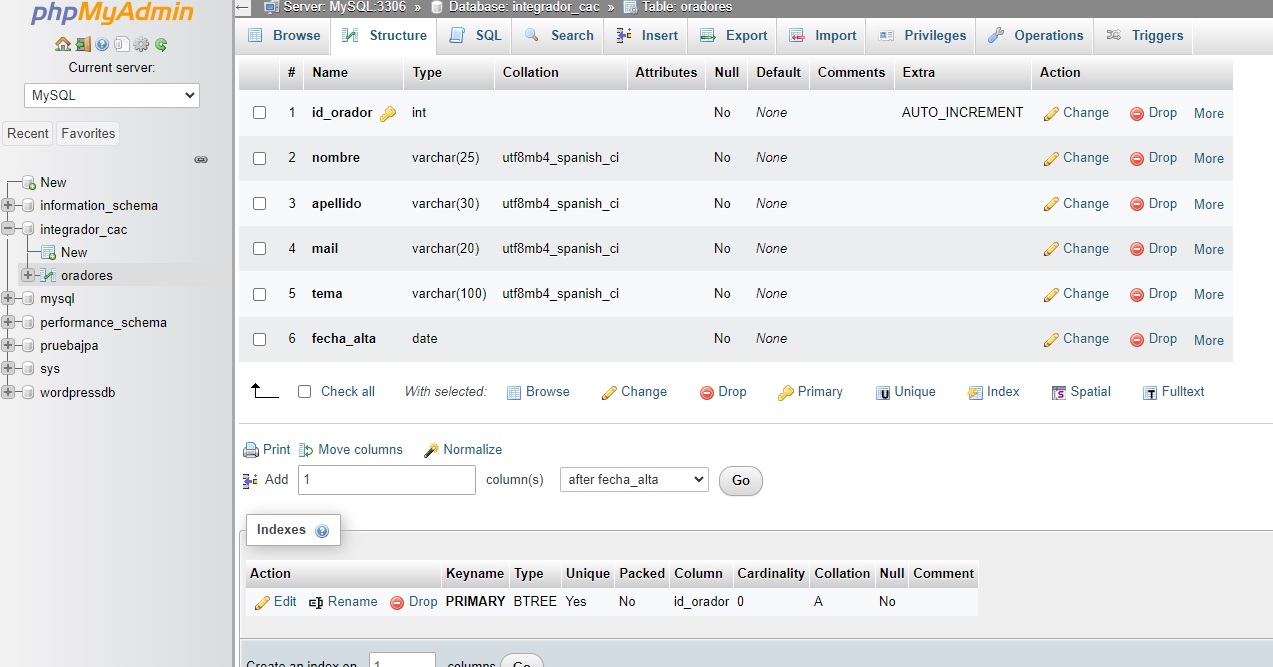 phpMyAdmin
Current server:
MySQL
Recent Favorites
New
information_schema
integrador_cac
New
oradores
mysql
performance_schema
pruebajpa
sys
wordpressdb
Server: MySQL:3306 » Database: integrador_cac » Table: oradores
Browse Structure SQL Search Insert Export Import Privileges Operations Triggers
# Name Type Collation Attributes Null Default Comments Extra Action
1 id_orador int No None AUTO_INCREMENT Change Drop More
2 nombre varchar(25) utf8mb4_spanish_ci No None Change Drop More
3 apellido varchar(30) utf8mb4_spanish_ci No None Change Drop More
4 mail varchar(20) utf8mb4_spanish_ci No None Change Drop More
5 tema varchar(100) utf8mb4_spanish_ci No None Change Drop More
6 fecha_alta date No None Change Drop More
Check all With selected: Browse Change Drop Primary Unique Index Spatial Fulltext
Print Move columns Normalize
Add 1 column(s) after fecha_alta Go
Indexes
Action Keyname Type Unique Packed Column Cardinality Collation Null Comment
Edit Rename Drop PRIMARY BTREE Yes No id_orador 0 A No
Create an index on 1 columns Go